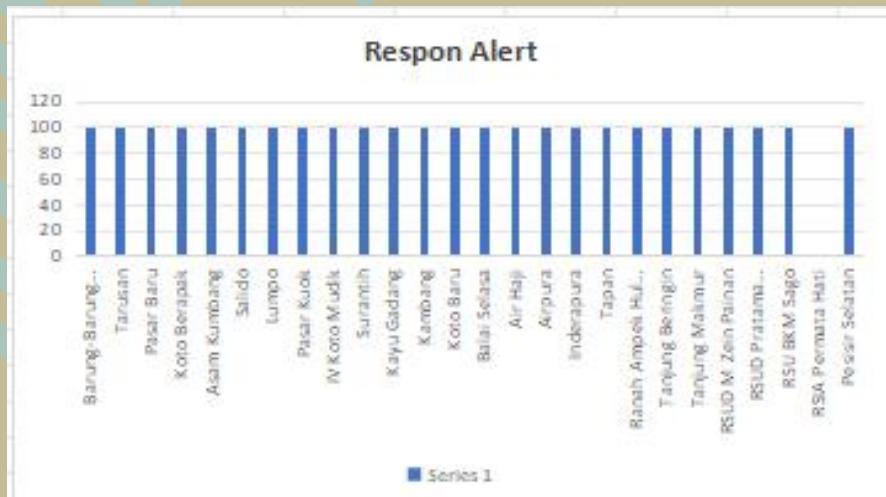 Respon Alert
120
100
80
60
40
20
0
Barung Barung...
Tarusan
Pasar Baru
Koto Berapak
Asam Kumbang
Salido
Lumpo
Pasar Kuok
IV Koto Mudik
Surantih
Kayu Gadang
Kambang
Koto Baru
Balai Selasa
Air Haji
Airpura
Inderapura
Tapan
Ranah Ampek Hul...
Tanjung Beringin
Tanjung Makmur
RSUD M. Zein Painan
RSUD Pratama...
RSU BKM Sago
RSIA Permata Hati
Pesisir Selatan
Series 1